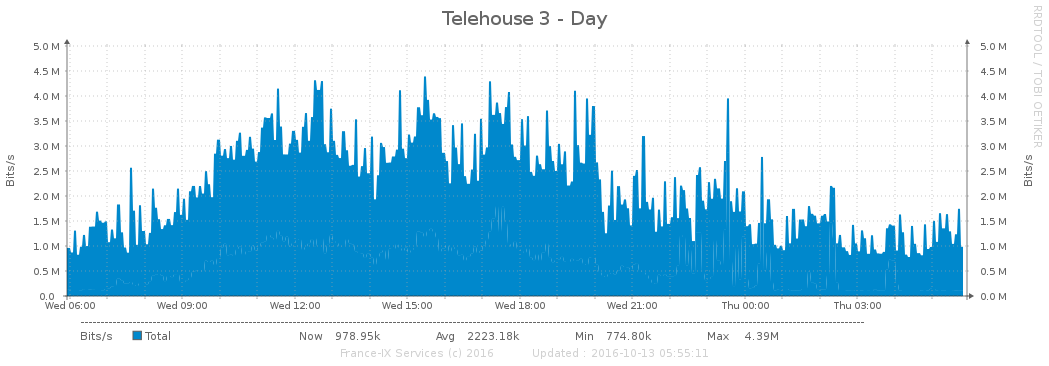 Telehouse 3 - Day
RRDTOOL / TOBI OETIKER
Bits/s
5.0 M
4.5 M
4.0 M
3.5 M
3.0 M
2.5 M
2.0 M
1.5 M
1.0 M
0.5 M
0.0
5.0 M
4.5 M
4.0 M
3.5 M
3.0 M
2.5 M
2.0 M
1.5 M
1.0 M
0.5 M
0.0 M
Bits/s
Wed 06:00 Wed 09:00 Wed 12:00 Wed 15:00 Wed 18:00 Wed 21:00 Thu 00:00 Thu 03:00
Bits/s Total Now 978.95k Avg 2223.18k Min 774.80k Max 4.39M
France-IX Services (c) 2016 Updated : 2016-10-13 05:55:11